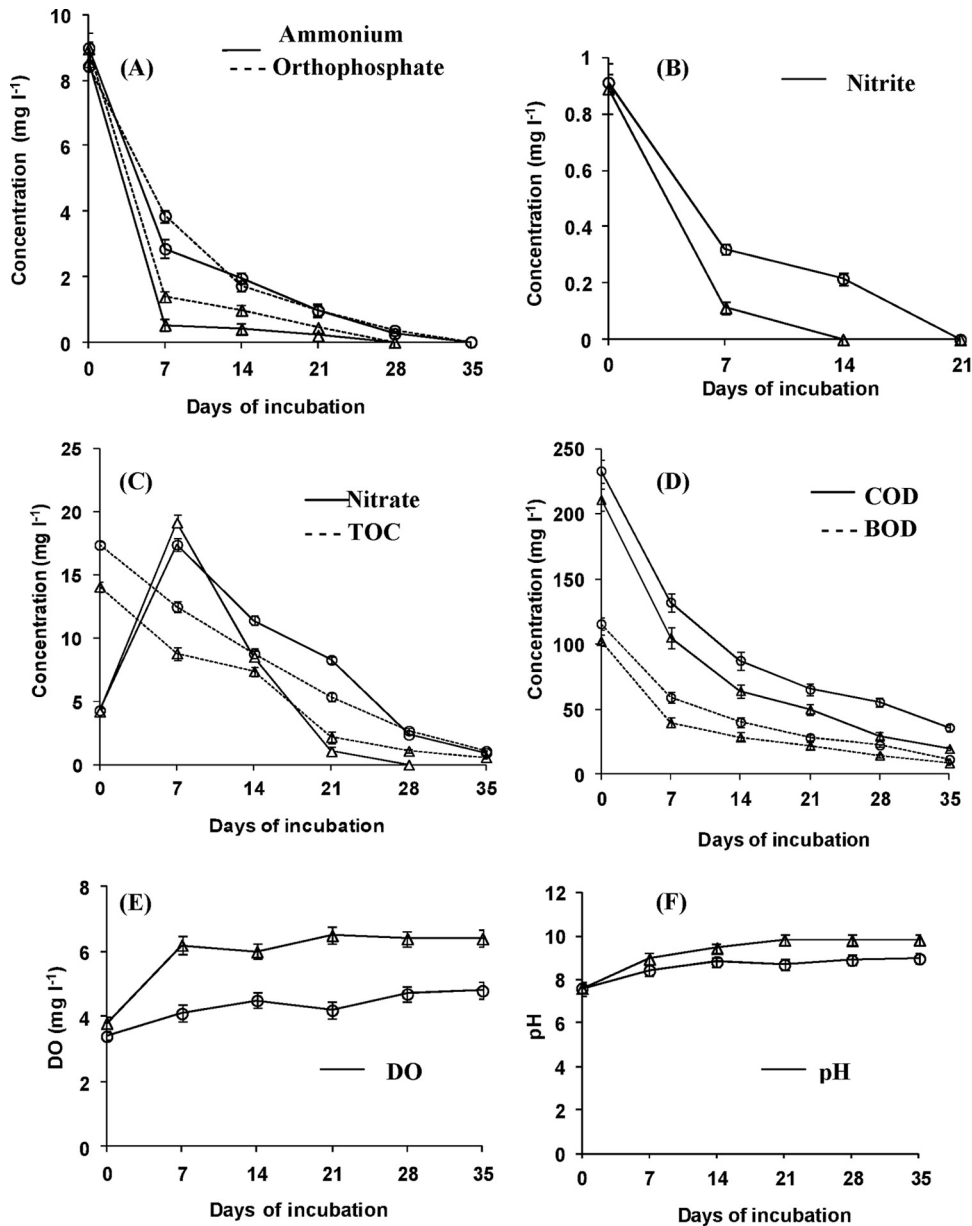 (A)
Ammonium
Orthophosphate
Concentration (mg l-1)
10
8
6
4
2
0
0 7 14 21 28 35
Days of incubation
(B)
Nitrite
Concentration (mg l-1)
1
0.8
0.6
0.4
0.2
0
0 7 14 21
Days of incubation
(C)
Nitrate
TOC
Concentration (mg l-1)
25
20
15
10
5
0
0 7 14 21 28 35
Days of incubation
(D)
COD
BOD
Concentration (mg l-1)
250
200
150
100
50
0
0 7 14 21 28 35
Days of incubation
(E)
DO (mg l-1)
8
6
4
2
0
DO
0 7 14 21 28 35
Days of incubation
(F)
pH
12
10
8
6
4
2
0
pH
0 7 14 21 28 35
Days of incubation